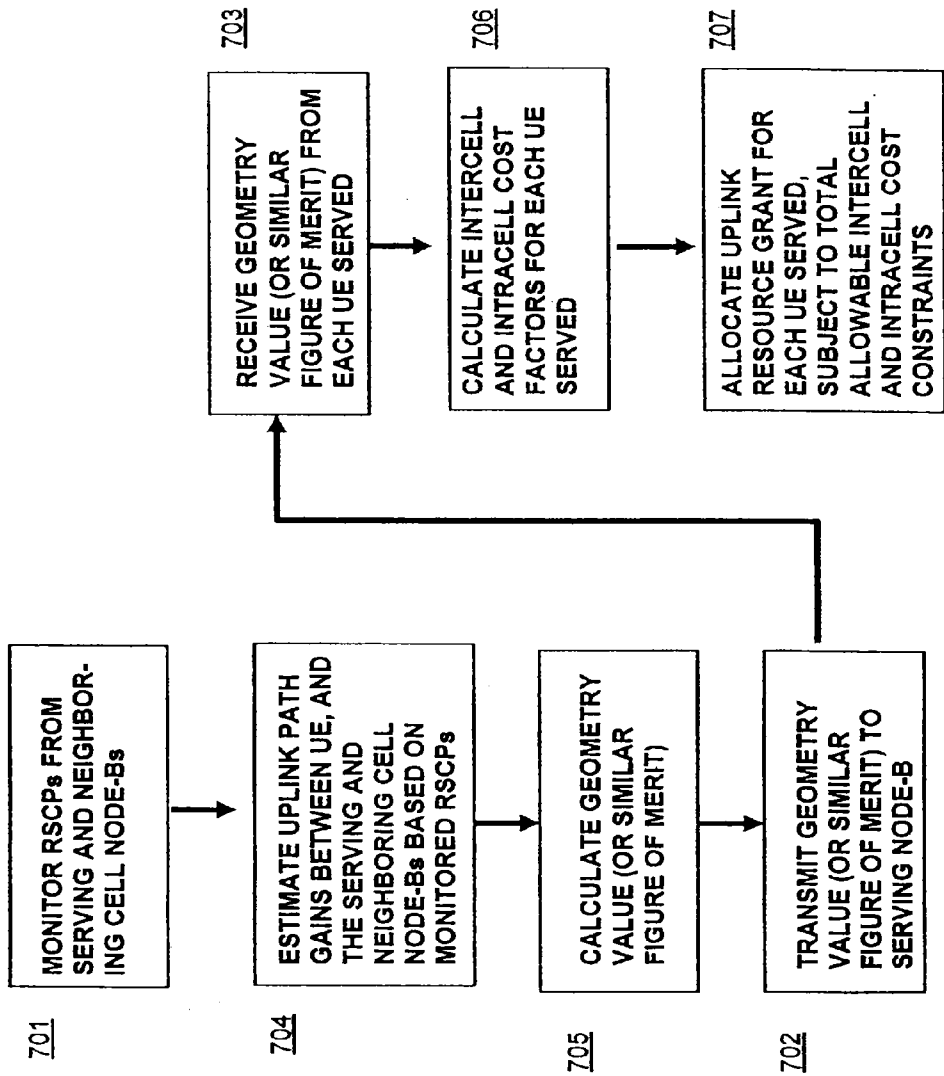 701
MONITOR RSCPs FROM
SERVING AND NEIGHBOR-
ING CELL NODE-Bs
704
ESTIMATE UPLINK PATH
GAINS BETWEEN UE, AND
THE SERVING AND
NEIGHBORING CELL
NODE-Bs BASED ON
MONITORED RSCPs
705
CALCULATE GEOMETRY
VALUE (OR SIMILAR
FIGURE OF MERIT)
702
TRANSMIT GEOMETRY
VALUE (OR SIMILAR
FIGURE OF MERIT) TO
SERVING NODE-B
703
RECEIVE GEOMETRY
VALUE (OR SIMILAR
FIGURE OF MERIT) FROM
EACH UE SERVED
706
CALCULATE INTERCELL
AND INTRACELL COST
FACTORS FOR EACH UE
SERVED
707
ALLOCATE UPLINK
RESOURCE GRANT FOR
EACH UE SERVED,
SUBJECT TO TOTAL
ALLOWABLE INTERCELL
AND INTRACELL COST
CONSTRAINTS